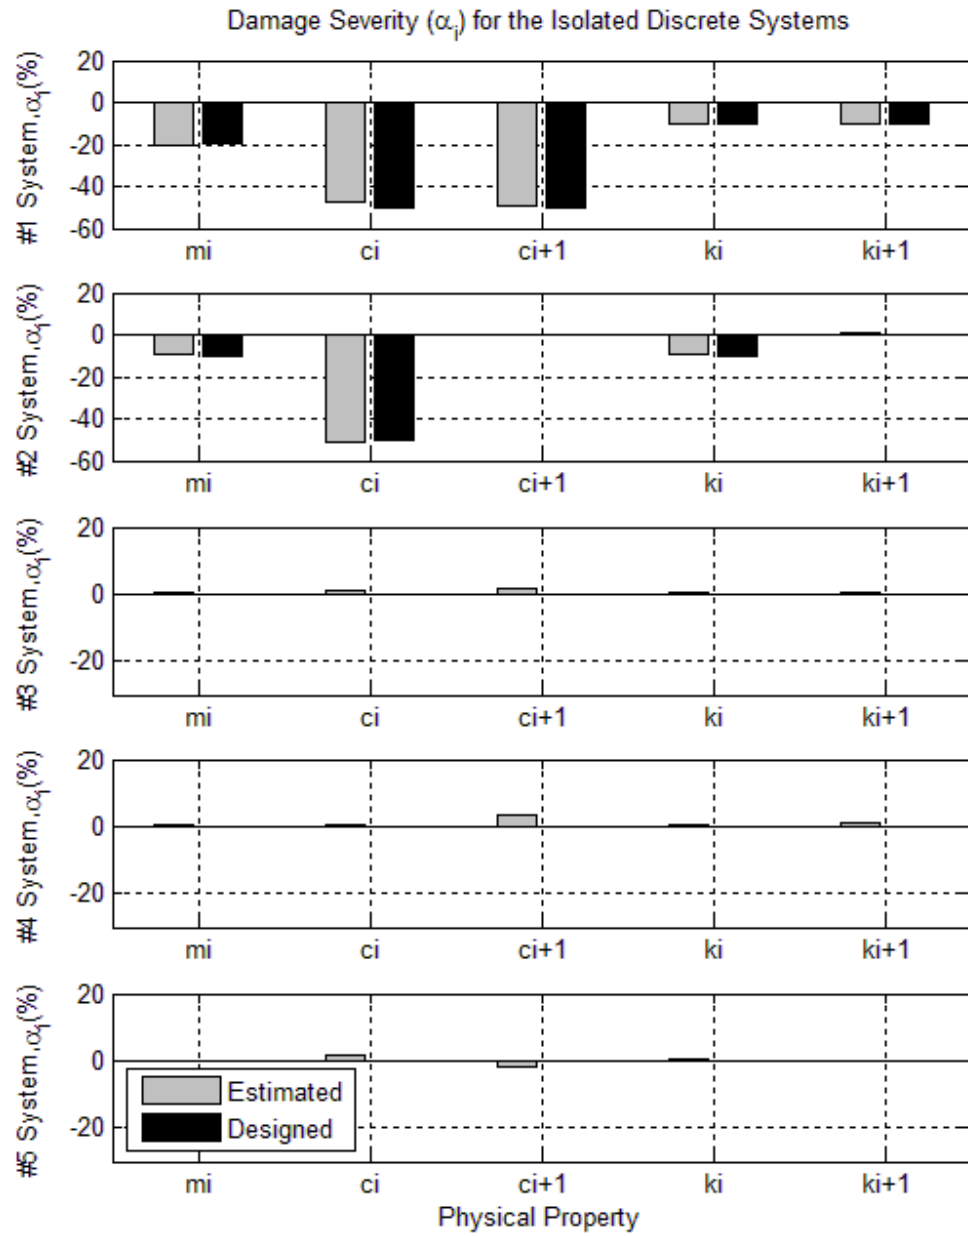 Damage Severity (αi) for the Isolated Discrete Systems
#1 System,αi(%)
20
0
-20
-40
-60
mi ci ci+1 ki ki+1
#2 System,αi(%)
20
0
-20
-40
-60
mi ci ci+1 ki ki+1
#3 System,αi(%)
20
0
-20
mi ci ci+1 ki ki+1
#4 System,αi(%)
20
0
-20
mi ci ci+1 ki ki+1
#5 System,αi(%)
20
0
-20
Estimated
Designed
mi ci ci+1 ki ki+1
Physical Property